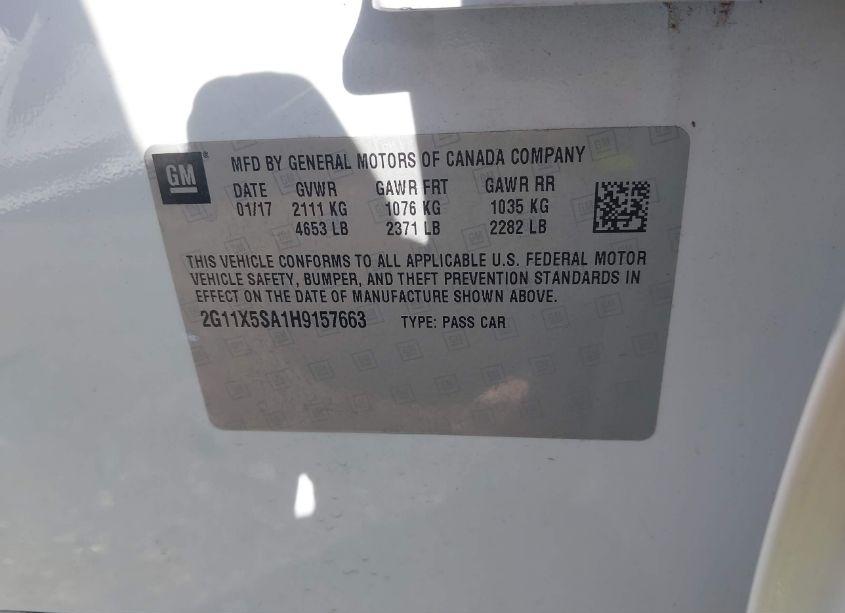 GM ® MFD BY GENERAL MOTORS OF CANADA COMPANY
DATE GVWR GAWR FRT GAWR RR
01/17 2111 KG 1076 KG 1035 KG
4653 LB 2371 LB 2282 LB
THIS VEHICLE CONFORMS TO ALL APPLICABLE U.S. FEDERAL MOTOR
VEHICLE SAFETY, BUMPER, AND THEFT PREVENTION STANDARDS IN
EFFECT ON THE DATE OF MANUFACTURE SHOWN ABOVE.
2G11X5SA1H9157663 TYPE: PASS CAR